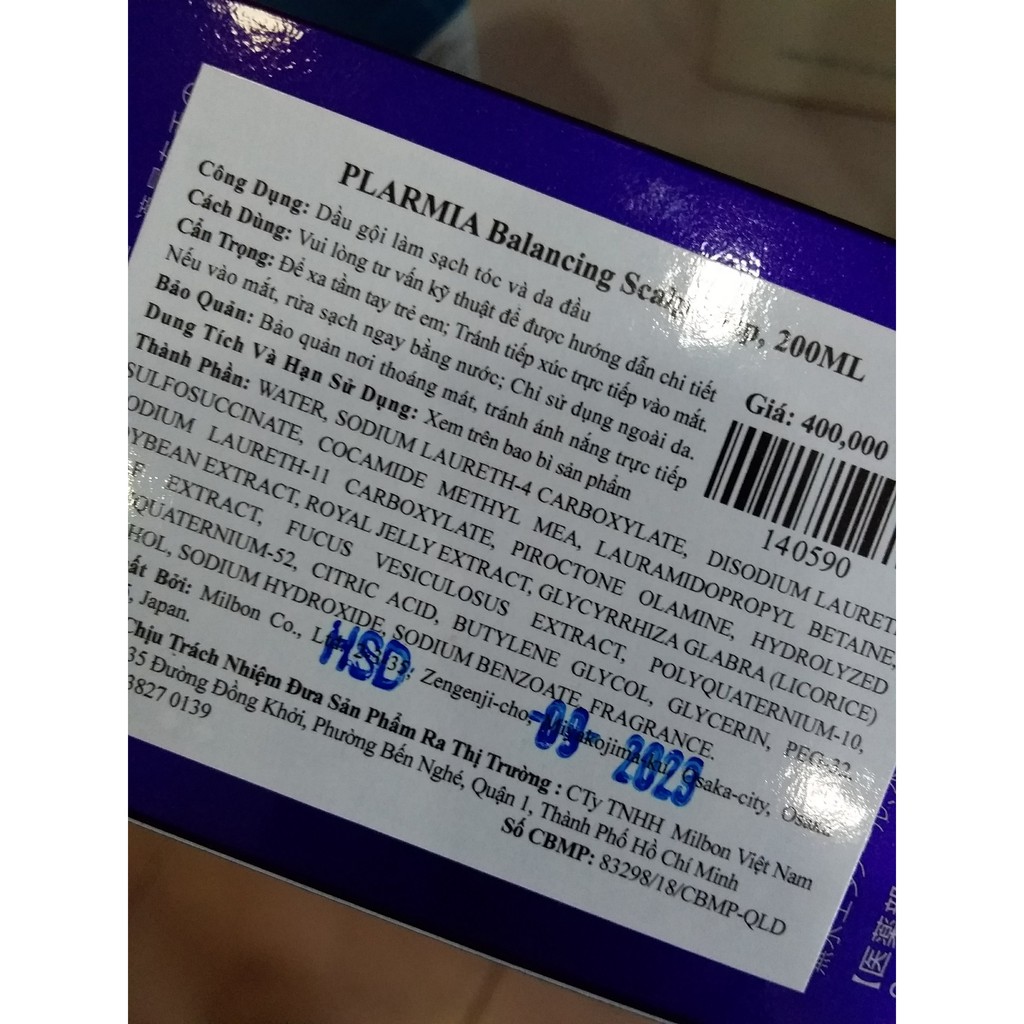 PLARMIA Balancing Scalp 200ML
Công Dụng: Dầu gội làm sạch tóc và da đầu
Cách Dùng: Vui lòng tư vấn kỹ thuật để được hướng dẫn chi tiết
Cẩn Trọng: Để xa tầm tay trẻ em; Tránh tiếp xúc trực tiếp vào mắt.
Nếu vào mắt, rửa sạch ngay bằng nước; Chỉ sử dụng ngoài da.
Bảo Quản: Bảo quản nơi thoáng mát, tránh ánh nắng trực tiếp
Dung Tích Và Hạn Sử Dụng: Xem trên bao bì sản phẩm
Giá: 400,000
140590
Thành Phần: WATER, SODIUM LAURETH-4 CARBOXYLATE, DISODIUM LAURETH
SULFOSUCCINATE, COCAMIDE METHYL MEA, LAURAMIDOPROPYL BETAINE,
ODIUM LAURETH-11 CARBOXYLATE, PIROCTONE OLAMINE, HYDROLYZED
YBEAN EXTRACT, ROYAL JELLY EXTRACT, GLYCYRRHIZA GLABRA (LICORICE)
EXTRACT, FUCUS VESICULOSUS EXTRACT, POLYQUATERNIUM-10,
QUATERNIUM-52, CITRIC ACID, BUTYLENE GLYCOL, GLYCERIN, PEG-32,
HOL, SODIUM HYDROXIDE, SODIUM BENZOATE, FRAGRANCE.
ất Bởi: Milbon Co., Zengenji-cho, Miyakojima-ku, Osaka-city, Osaka
, Japan.
HSD
-09- 2023
Chịu Trách Nhiệm Đưa Sản Phẩm Ra Thị Trường : CTy TNHH Milbon Việt Nam
35 Đường Đồng Khởi, Phường Bến Nghé, Quận 1, Thành Phố Hồ Chí Minh
3827 0139
Số CBMP: 83298/18/CBMP-QLD